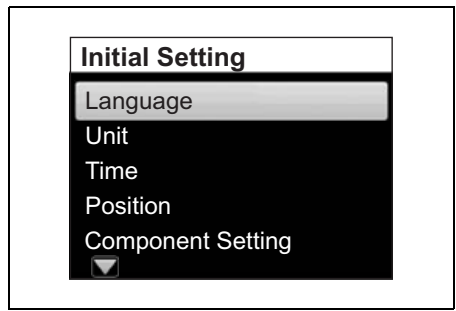 Initial Setting
Language
Unit
Time
Position
Component Setting